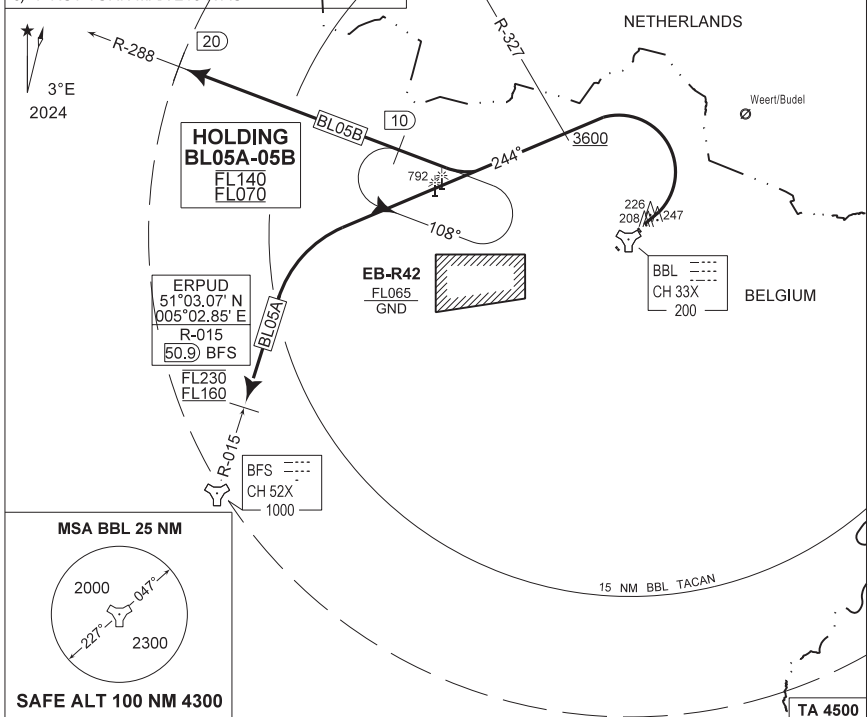 NETHERLANDS
R-327
R-288
20
3°E
2024
Weert/Budel
BL05B
10
3600
HOLDING
BL05A-05B
FL140
FL070
244°
792
108°
226
208
247
BBL
CH 33X
200
BELGIUM
EB-R42
FL065
GND
ERPUD
51°03.07' N
005°02.85' E
R-015
50.9 BFS
FL230
FL160
BL05A
R-015
BFS
CH 52X
1000
MSA BBL 25 NM
2000
047°
227°
2300
SAFE ALT 100 NM 4300
15 NM BBL TACAN
TA 4500